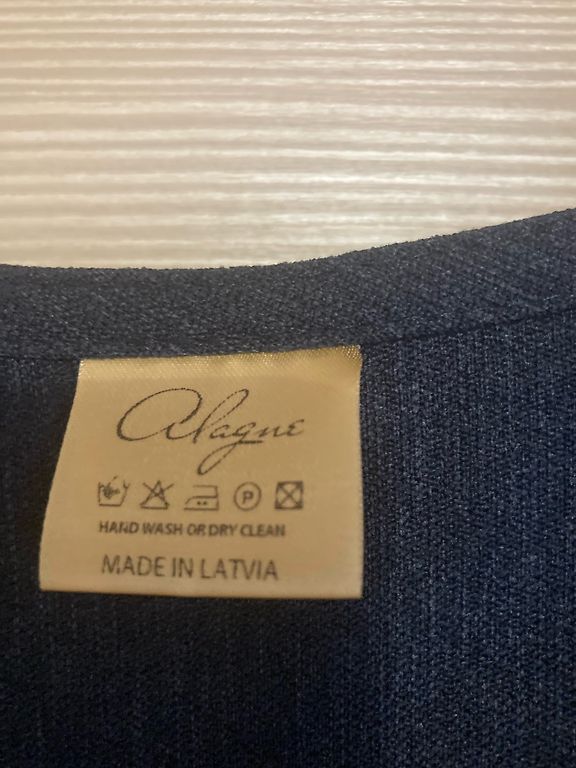 Alagne
P
HAND WASH OR DRY CLEAN
MADE IN LATVIA